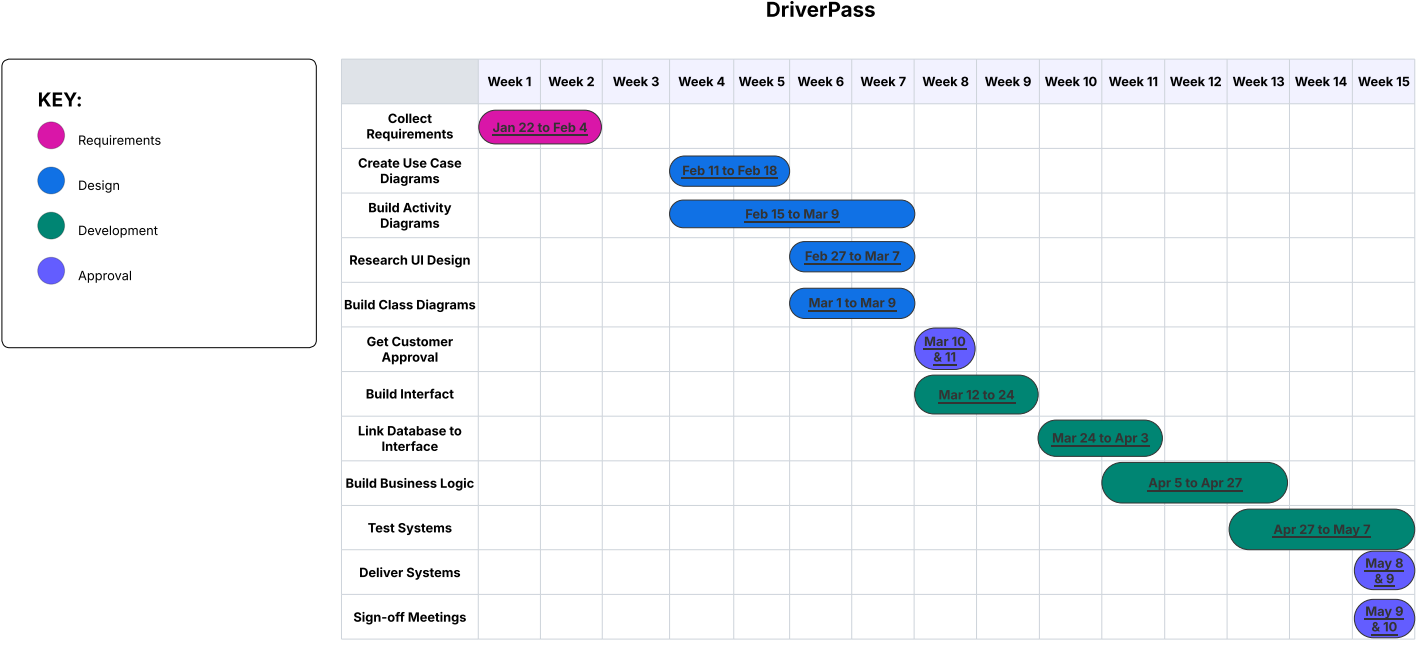 DriverPass
KEY:
Requirements
Design
Development
Approval
Week 1 Week 2 Week 3 Week 4 Week 5 Week 6 Week 7 Week 8 Week 9 Week 10 Week 11 Week 12 Week 13 Week 14 Week 15
Collect
Requirements
Jan 22 to Feb 4
Create Use Case
Diagrams
Feb 11 to Feb 18
Build Activity
Diagrams
Feb 15 to Mar 9
Research UI Design
Feb 27 to Mar 7
Build Class Diagrams
Mar 1 to Mar 9
Get Customer
Approval
Mar 10
& 11
Build Interfact
Mar 12 to 24
Link Database to
Interface
Mar 24 to Apr 3
Build Business Logic
Apr 5 to Apr 27
Test Systems
Apr 27 to May 7
Deliver Systems
May 8
& 9
Sign-off Meetings
May 9
& 10